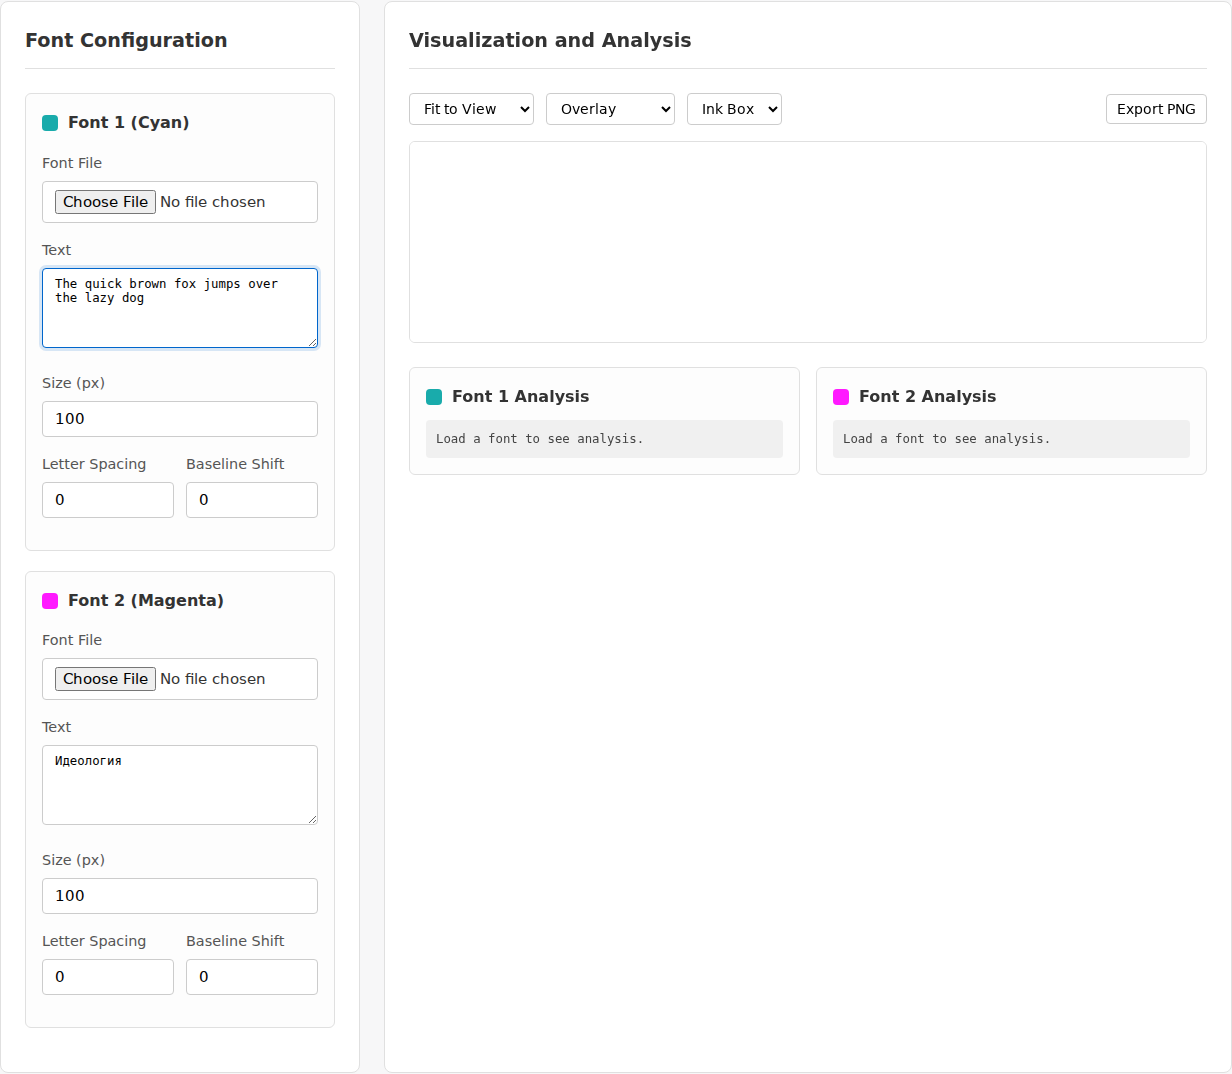 Font Configuration
Font 1 (Cyan)
Font File
Choose File No file chosen
Text
The quick brown fox jumps over
the lazy dog
Size (px)
100
Letter Spacing Baseline Shift
0 0
Font 2 (Magenta)
Font File
Choose File No file chosen
Text
Идеология
Size (px)
100
Letter Spacing Baseline Shift
0 0
Visualization and Analysis
Fit to View Overlay Ink Box Export PNG
Font 1 Analysis
Load a font to see analysis.
Font 2 Analysis
Load a font to see analysis.